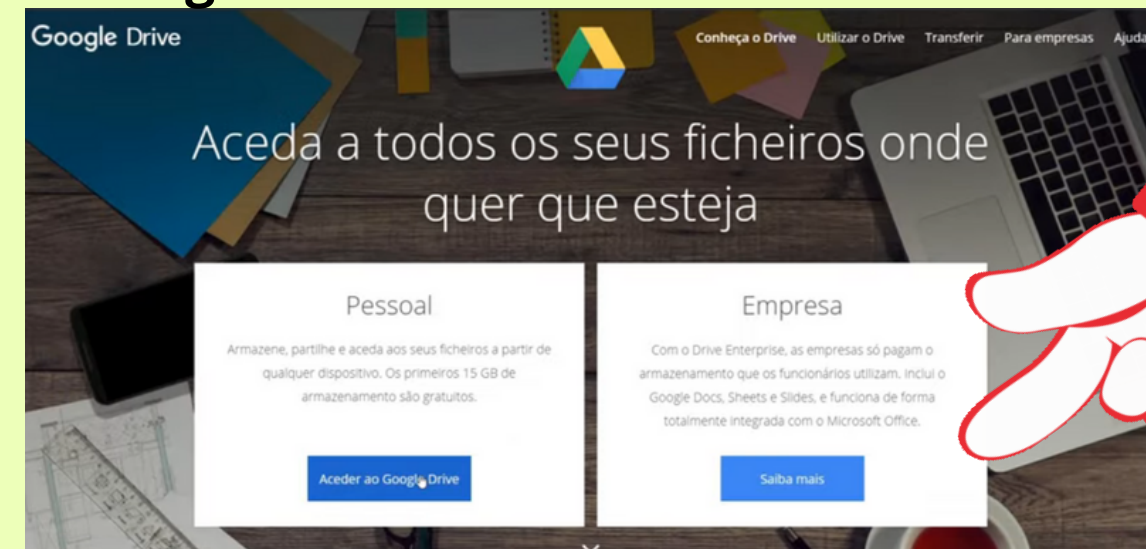 Google Drive
Conheça o Drive Utilizar o Drive Transferir Para empresas Ajuda
Aceda a todos os seus ficheiros onde
quer que esteja
Pessoal
Armazene, partilhe e aceda aos seus ficheiros a partir de
qualquer dispositivo. Os primeiros 15 GB de
armazenamento são gratuitos.
Aceder ao Google Drive
Empresa
Com o Drive Enterprise, as empresas só pagam o
armazenamento que os funcionários utilizam. Inclui o
Google Docs, Sheets e Slides, e funciona de forma
totalmente integrada com o Microsoft Office.
Saiba mais